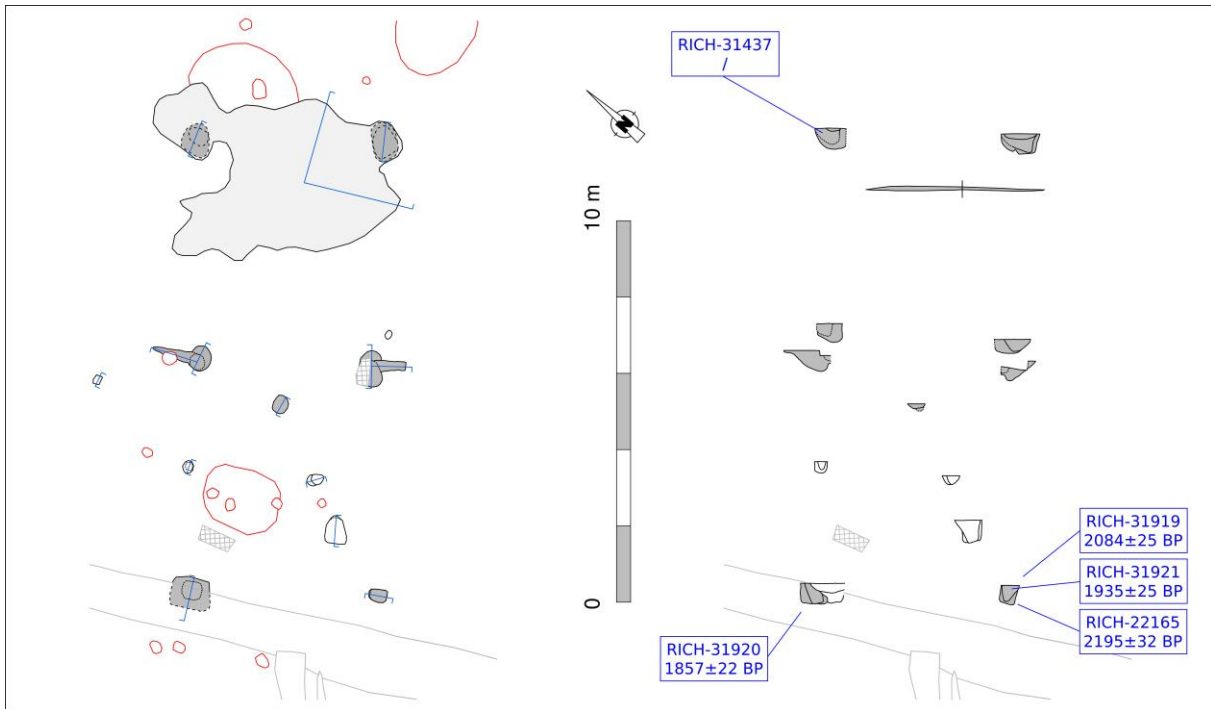 RICH-31437
/
N
10 m
0
RICH-31919
2084±25 BP
RICH-31921
1935±25 BP
RICH-22165
2195±32 BP
RICH-31920
1857±22 BP